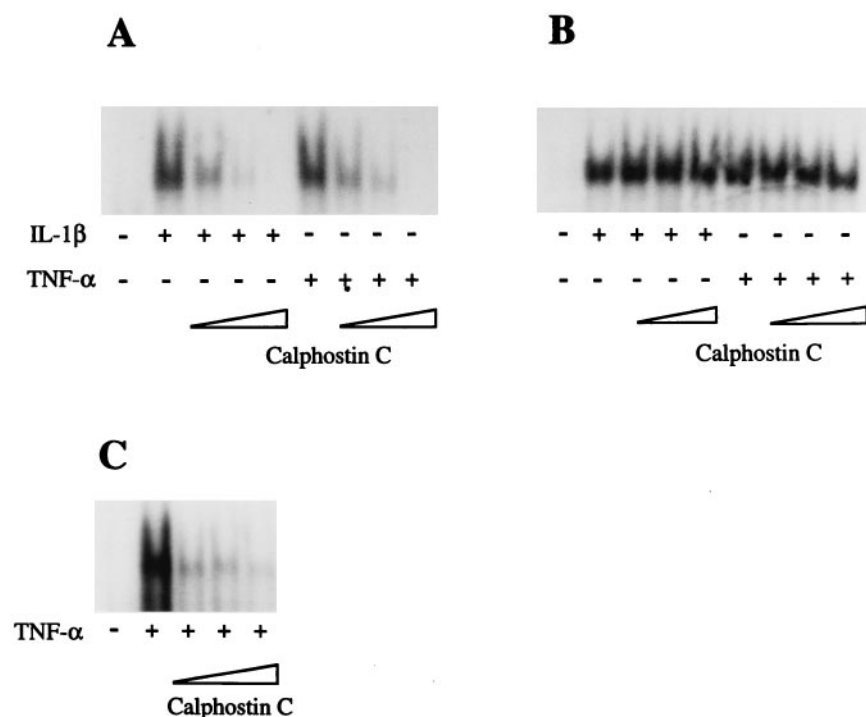 A
IL-1β - + + + + - - - -
TNF-α - - - - - + + + +
Calphostin C
B
- + + + + - - - -
- - - - - + + + +
Calphostin C
C
TNF-α - + + + +
Calphostin C